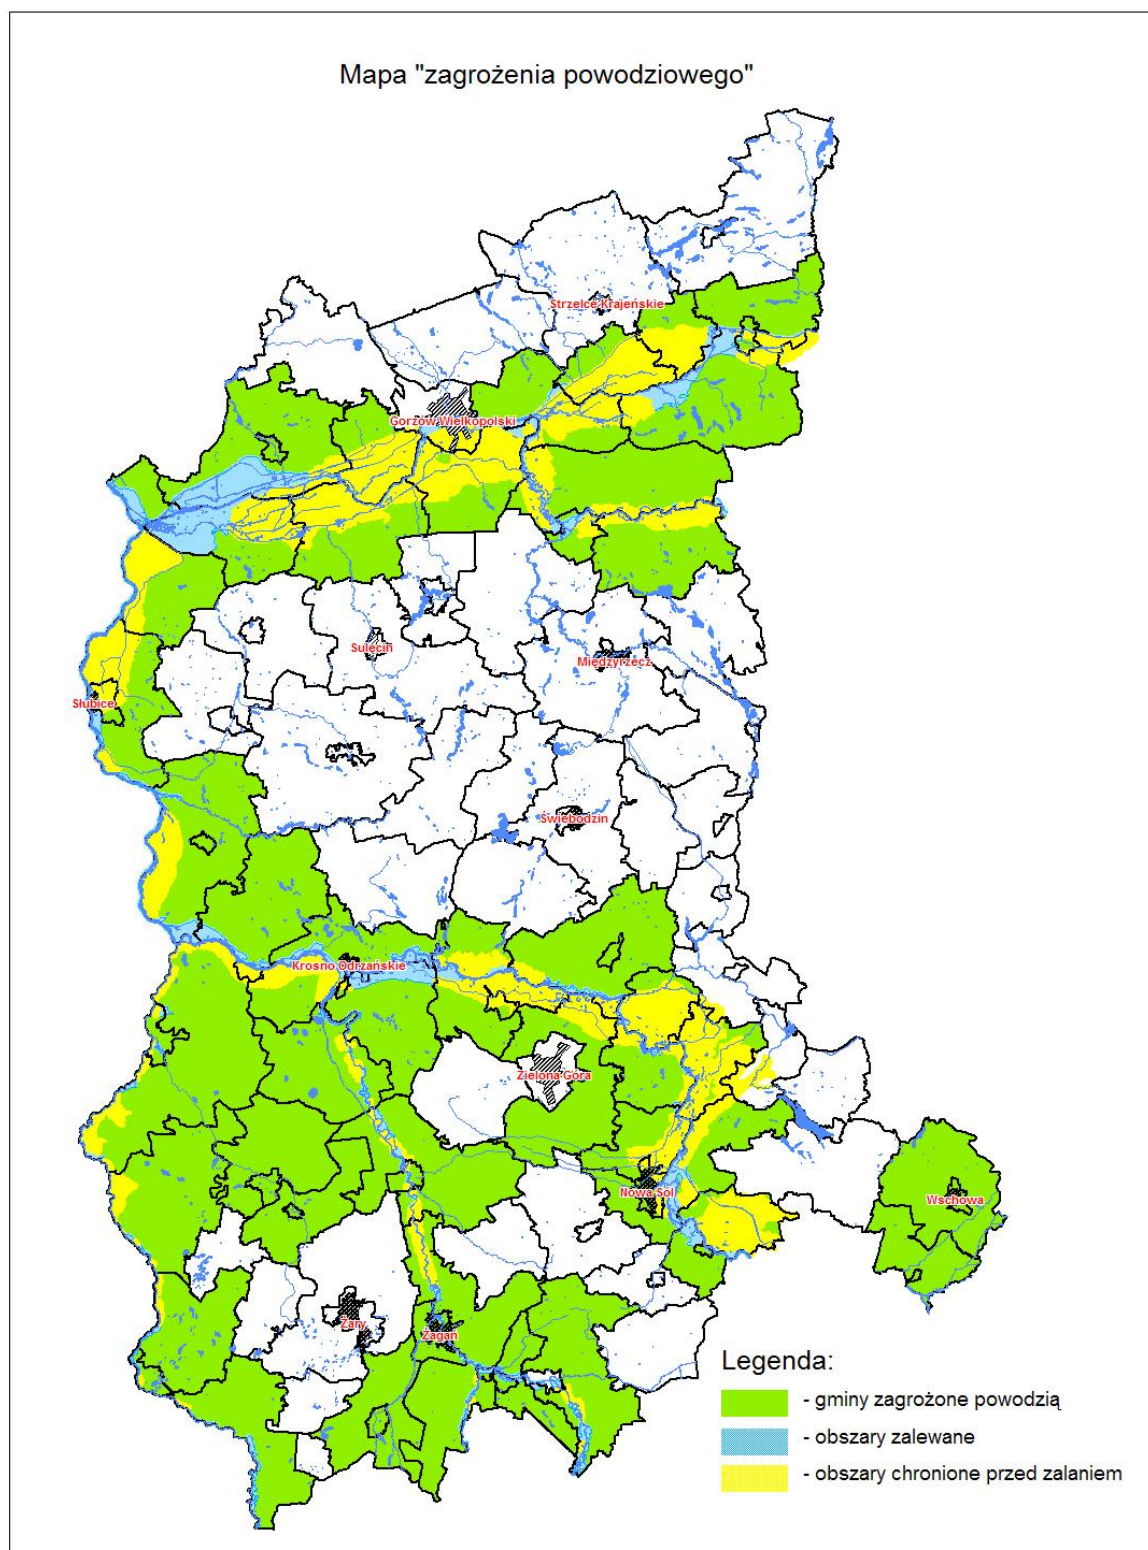 Mapa "zagrożenia powodziowego"
Strzelce Krajeńskie
Gorzów Wielkopolski
Sulęcin
Międzyrzecz
Słubice
Świebodzin
Krosno Odrzańskie
Zielona Góra
Nowa Sól
Wschowa
Żary
Żagań
Legenda:
- gminy zagrożone powodzią
- obszary zalewane
- obszary chronione przed zalaniem